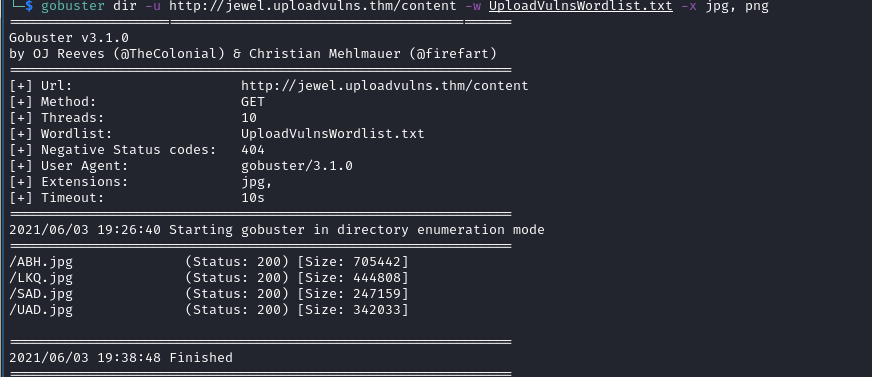 └─$ gobuster dir -u http://jewel.uploadvulns.thm/content -w UploadVulnsWordlist.txt -x jpg, png
===============================================================
Gobuster v3.1.0
by OJ Reeves (@TheColonial) & Christian Mehlmauer (@firefart)
===============================================================
[+] Url:                     http://jewel.uploadvulns.thm/content
[+] Method:                  GET
[+] Threads:                 10
[+] Wordlist:                UploadVulnsWordlist.txt
[+] Negative Status codes:   404
[+] User Agent:              gobuster/3.1.0
[+] Extensions:              jpg,
[+] Timeout:                 10s
===============================================================
2021/06/03 19:26:40 Starting gobuster in directory enumeration mode
===============================================================
/ABH.jpg              (Status: 200) [Size: 705442]
/LKQ.jpg              (Status: 200) [Size: 444808]
/SAD.jpg              (Status: 200) [Size: 247159]
/UAD.jpg              (Status: 200) [Size: 342033]
===============================================================
2021/06/03 19:38:48 Finished
===============================================================